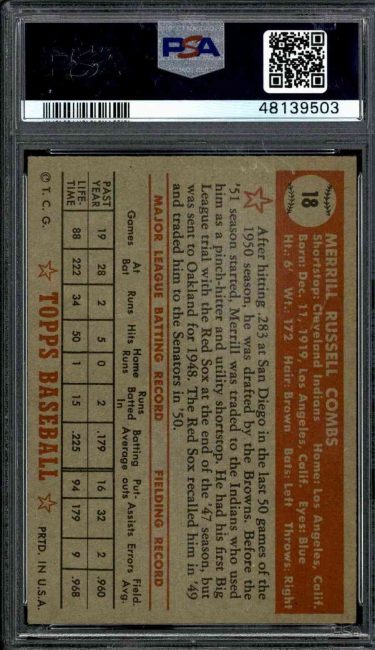 PSA
48139503
18
MERRILL RUSSELL COMBS
Shortstop: Cleveland Indians Home: Los Angeles, Calif.
Born: Dec. 11, 1919, Los Angeles, Calif. Eyes: Blue
Ht.: 6' Wt.: 172 Hair: Brown Bats: Left Throws: Right
After hitting .283 at San Diego in the last 50 games of the
1950 season, he was drafted by the Browns. Before the
'51 season started, Merrill was traded to the Indians who used
him as a pinch-hitter and utility shortstop. He had his first Big
League trial with the Red Sox at the end of the '47 season, but
was sent to Oakland for 1948. The Red Sox recalled him in '49
and traded him to the Senators in '50.
MAJOR LEAGUE BATTING RECORD FIELDING RECORD
Games At Bat Runs Hits Home Runs Runs Batted In Batting Average Put-outs Assists Errors Field. Avg.
PAST YEAR 19 28 2 5 0 2 .179 16 32 2 .960
LIFE-TIME 88 222 34 50 1 15 .225 94 179 9 .968
© T. C. G. TOPPS BASEBALL PRTD. IN U.S.A.